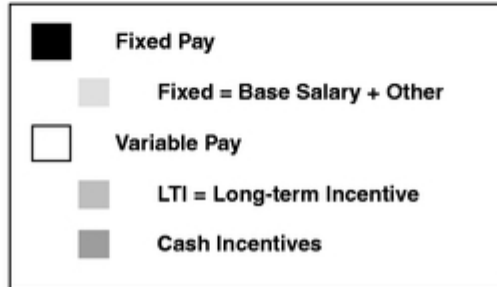 Fixed Pay
Fixed = Base Salary + Other
Variable Pay
LTI = Long-term Incentive
Cash Incentives